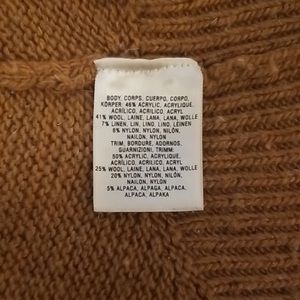 BODY, CORPS, CUERPO, CORPO,
KÖRPER: 46% ACRYLIC, ACRYLIQUE,
ACRÍLICO, ACRILICO, ACRYL
41% WOOL, LAINE, LANA, LANA, WOLLE
7% LINEN, LIN, LINO, LINO, LEINEN
6% NYLON, NYLON, NILÓN,
NAILON, NYLON
TRIM, BORDURE, ADORNOS,
GUARNIZIONI, TRIMM:
50% ACRYLIC, ACRYLIQUE,
ACRÍLICO, ACRILICO, ACRYL
25% WOOL, LAINE, LANA, LANA, WOLLE
20% NYLON, NYLON, NILÓN,
NAILON, NYLON
5% ALPACA, ALPAGA, ALPACA,
ALPACA, ALPAKA